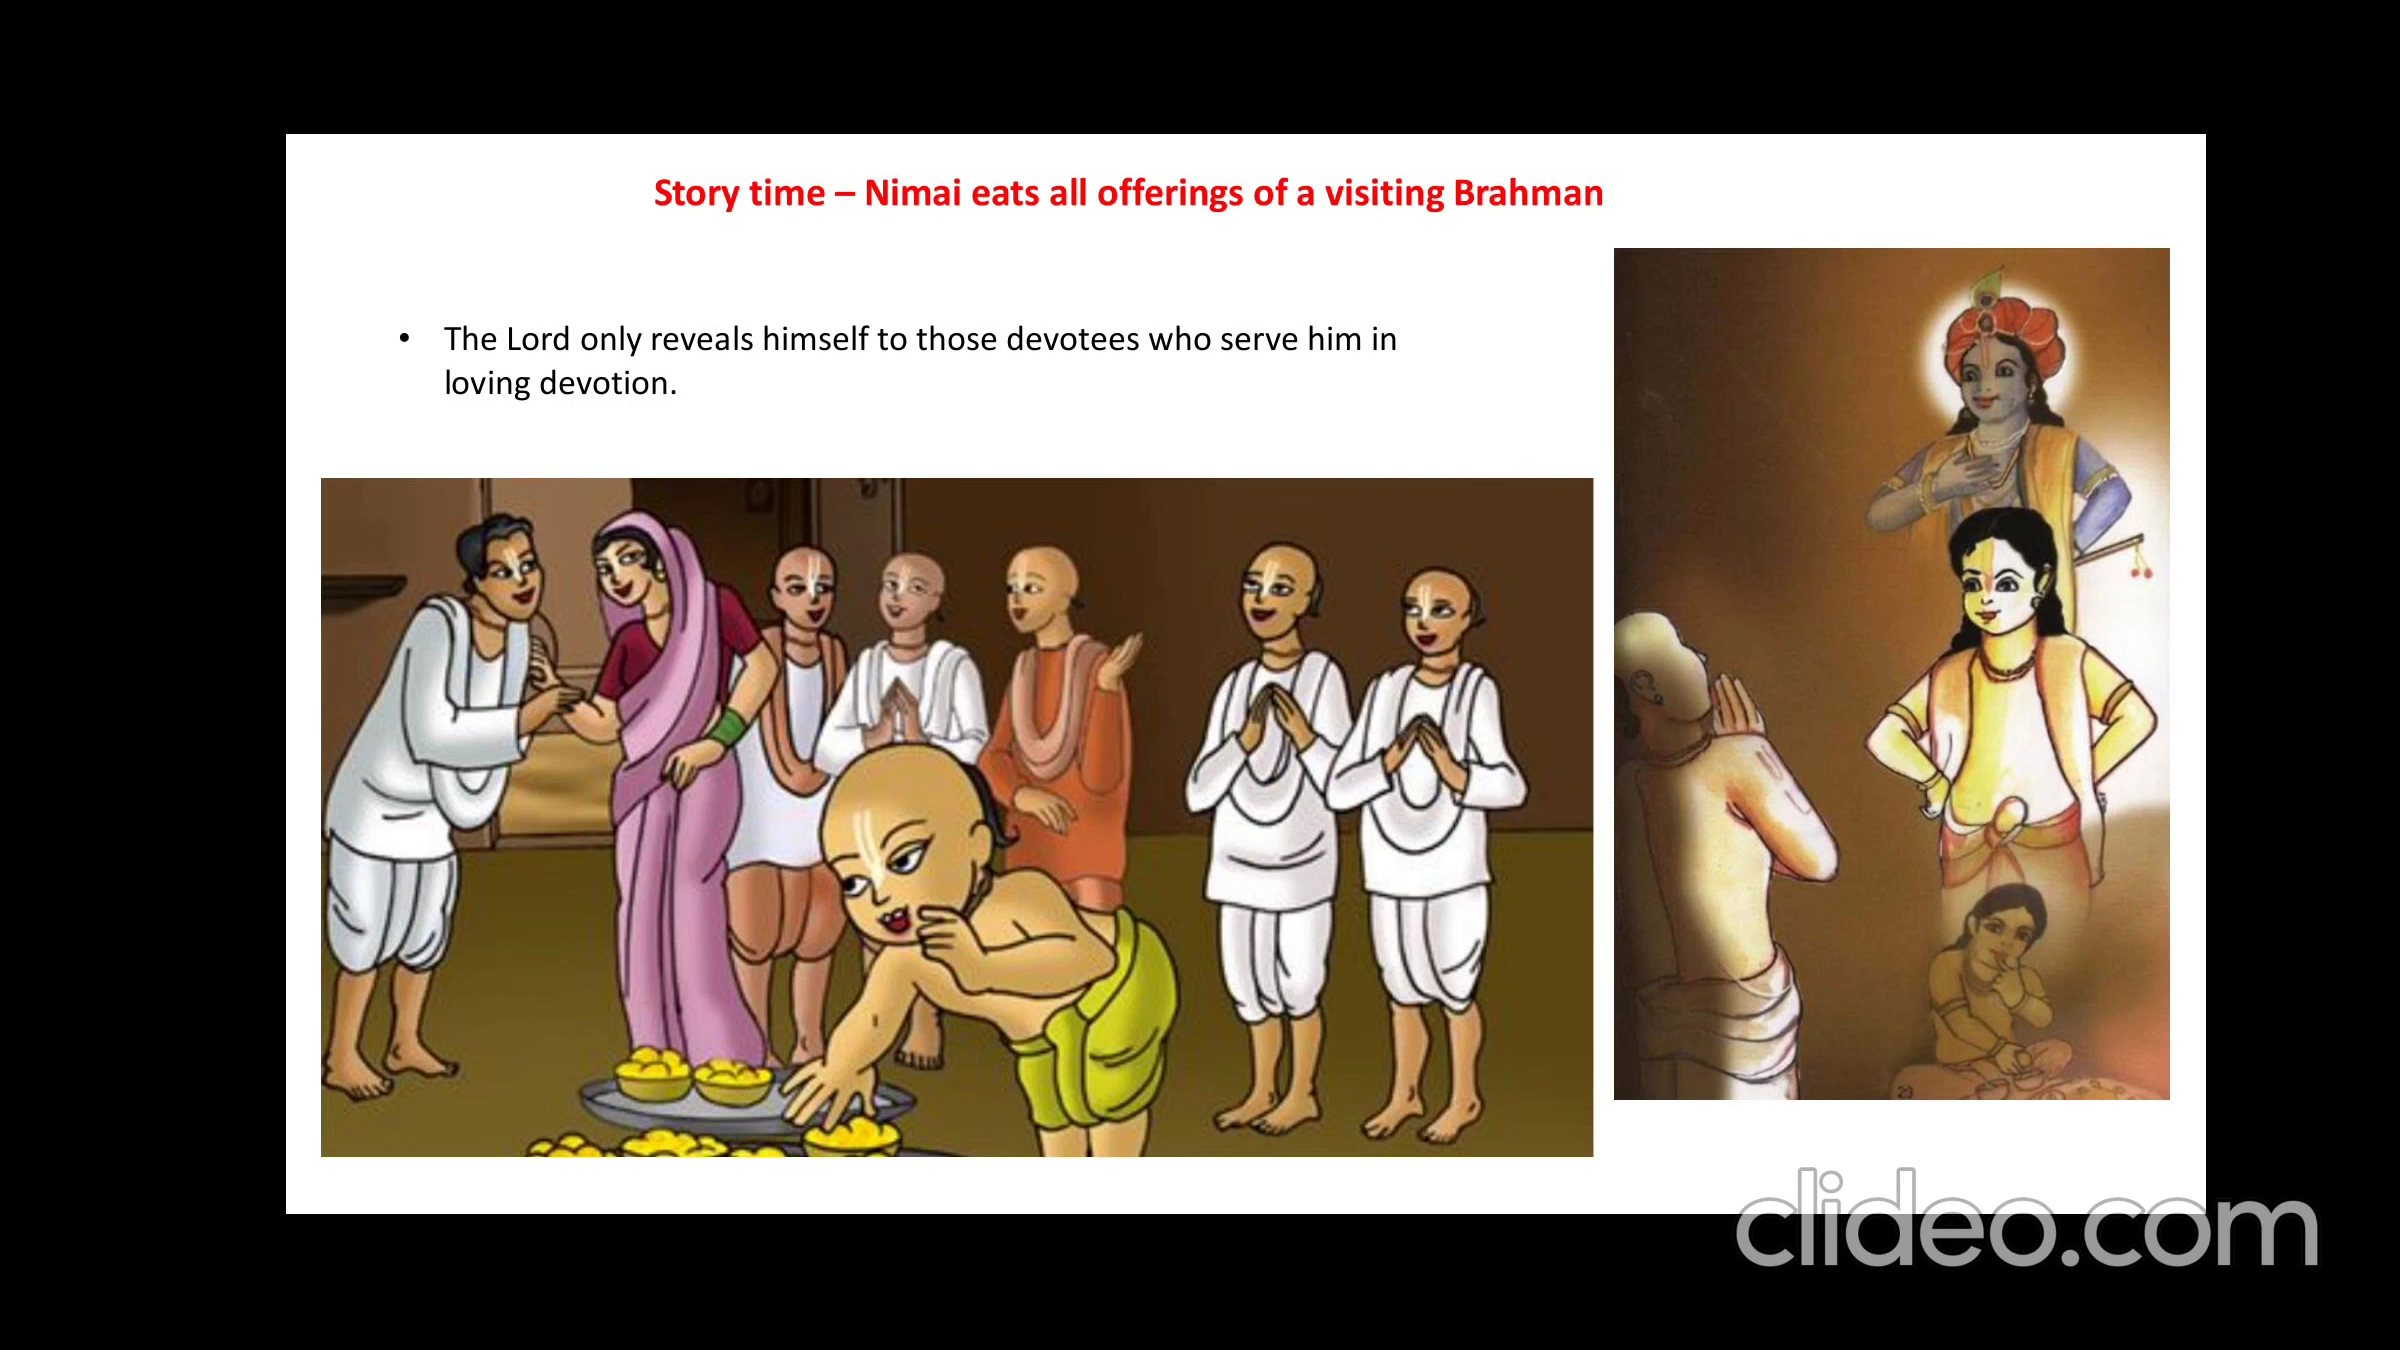 Story time – Nimai eats all offerings of a visiting Brahman
• The Lord only reveals himself to those devotees who serve him in
loving devotion.
clideo.com